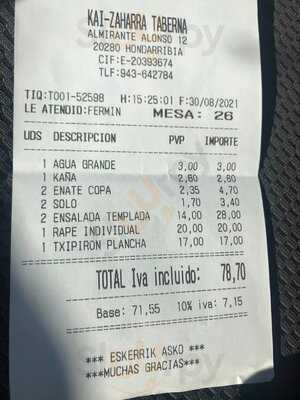 KAI-ZAHARRA TABERNA
ALMIRANTE ALONSO 12
20280 HONDARRIBIA
CIF:E-20393674
TLF:943-642784
TIQ:T001-52598 H:15:25:01 F:30/08/2021
LE ATENDIO:FERMIN MESA: 26
UDS DESCRIPCION PVP IMPORTE
1 AGUA GRANDE 3,00 3,00
1 KAÑA 2,60 2,60
2 ENATE COPA 2,35 4,70
2 SOLO 1,70 3,40
2 ENSALADA TEMPLADA 14,00 28,00
1 RAPE INDIVIDUAL 20,00 20,00
1 TXIPIRON PLANCHA 17,00 17,00
TOTAL Iva incluido: 78,70
Base: 71,55 10% iva: 7,15
*** ESKERRIK ASKO ***
***MUCHAS GRACIAS***